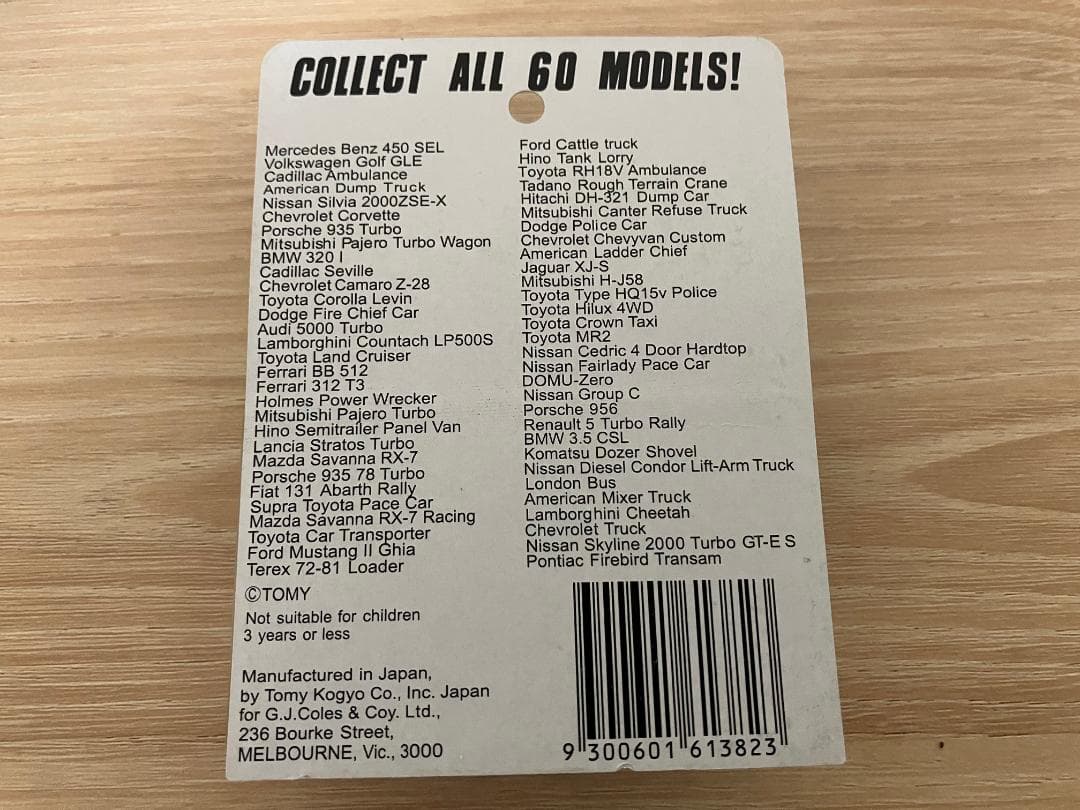 COLLECT ALL 60 MODELS!
Mercedes Benz 450 SEL
Volkswagen Golf GLE
Cadillac Ambulance
American Dump Truck
Nissan Silvia 2000ZSE-X
Chevrolet Corvette
Porsche 935 Turbo
Mitsubishi Pajero Turbo Wagon
BMW 320 I
Cadillac Seville
Chevrolet Camaro Z-28
Toyota Corolla Levin
Dodge Fire Chief Car
Audi 5000 Turbo
Lamborghini Countach LP500S
Toyota Land Cruiser
Ferrari BB 512
Ferrari 312 T3
Holmes Power Wrecker
Mitsubishi Pajero Turbo
Hino Semitrailer Panel Van
Lancia Stratos Turbo
Mazda Savanna RX-7
Porsche 935 78 Turbo
Fiat 131 Abarth Rally
Supra Toyota Pace Car
Mazda Savanna RX-7 Racing
Toyota Car Transporter
Ford Mustang II Ghia
Terex 72-81 Loader
Ford Cattle truck
Hino Tank Lorry
Toyota RH18V Ambulance
Tadano Rough Terrain Crane
Hitachi DH-321 Dump Car
Mitsubishi Canter Refuse Truck
Dodge Police Car
Chevrolet Chevyvan Custom
American Ladder Chief
Jaguar XJ-S
Mitsubishi H-J58
Toyota Type HQ15v Police
Toyota Hilux 4WD
Toyota Crown Taxi
Toyota MR2
Nissan Cedric 4 Door Hardtop
Nissan Fairlady Pace Car
DOMU-Zero
Nissan Group C
Porsche 956
Renault 5 Turbo Rally
BMW 3.5 CSL
Komatsu Dozer Shovel
Nissan Diesel Condor Lift-Arm Truck
London Bus
American Mixer Truck
Lamborghini Cheetah
Chevrolet Truck
Nissan Skyline 2000 Turbo GT-E S
Pontiac Firebird Transam
©TOMY
Not suitable for children
3 years or less
Manufactured in Japan,
by Tomy Kogyo Co., Inc. Japan
for G.J.Coles & Coy. Ltd.,
236 Bourke Street,
MELBOURNE, Vic., 3000
9 300601 613823